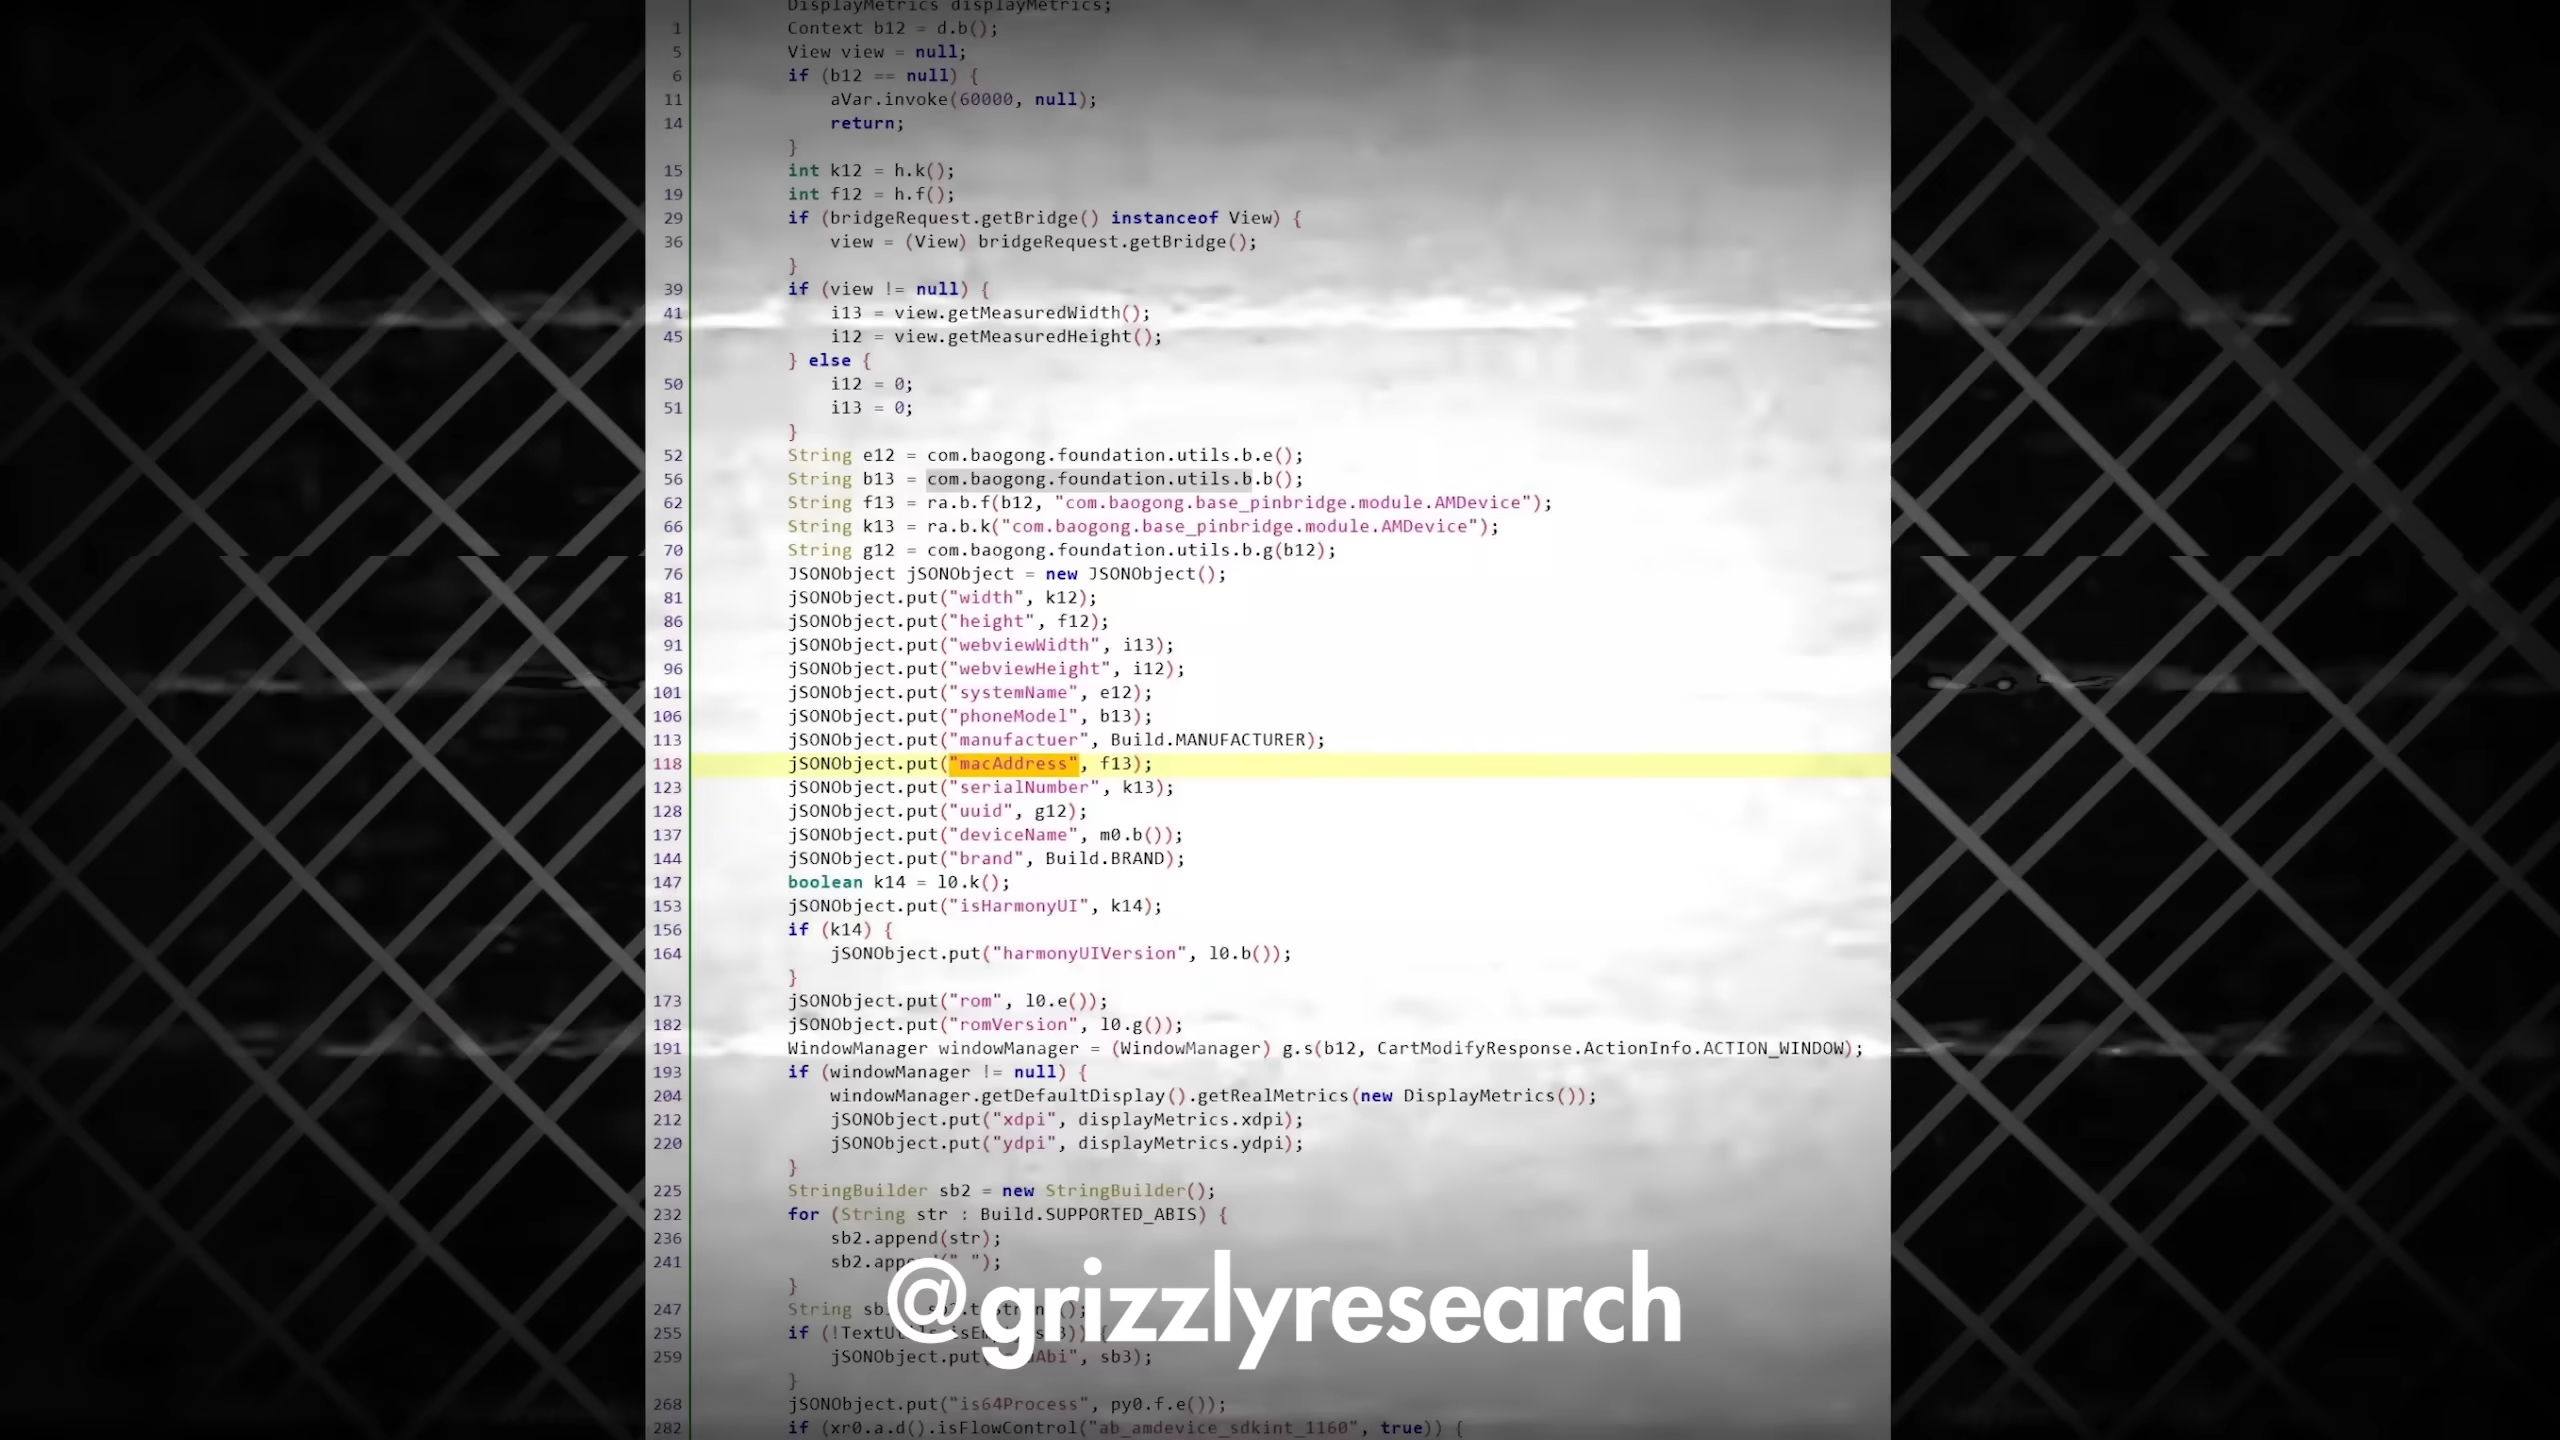 DisplayMetrics displayMetrics;
1 Context b12 = d.b();
5 View view = null;
6 if (b12 == null) {
11 aVar.invoke(60000, null);
14 return;
}
15 int k12 = h.k();
19 int f12 = h.f();
29 if (bridgeRequest.getBridge() instanceof View) {
36 view = (View) bridgeRequest.getBridge();
}
39 if (view != null) {
41 i13 = view.getMeasuredWidth();
45 i12 = view.getMeasuredHeight();
} else {
50 i12 = 0;
51 i13 = 0;
}
52 String e12 = com.baogong.foundation.utils.b.e();
56 String b13 = com.baogong.foundation.utils.b.b();
62 String f13 = ra.b.f(b12, "com.baogong.base_pinbridge.module.AMDevice");
66 String k13 = ra.b.k("com.baogong.base_pinbridge.module.AMDevice");
70 String g12 = com.baogong.foundation.utils.b.g(b12);
76 JSONObject jSONObject = new JSONObject();
81 jSONObject.put("width", k12);
86 jSONObject.put("height", f12);
91 jSONObject.put("webviewWidth", i13);
96 jSONObject.put("webviewHeight", i12);
101 jSONObject.put("systemName", e12);
106 jSONObject.put("phoneModel", b13);
113 jSONObject.put("manufactuer", Build.MANUFACTURER);
118 jSONObject.put("macAddress", f13);
123 jSONObject.put("serialNumber", k13);
128 jSONObject.put("uuid", g12);
137 jSONObject.put("deviceName", m0.b());
144 jSONObject.put("brand", Build.BRAND);
147 boolean k14 = l0.k();
153 jSONObject.put("isHarmonyUI", k14);
156 if (k14) {
164 jSONObject.put("harmonyUIVersion", l0.b());
}
173 jSONObject.put("rom", l0.e());
182 jSONObject.put("romVersion", l0.g());
191 WindowManager windowManager = (WindowManager) g.s(b12, CartModifyResponse.ActionInfo.ACTION_WINDOW);
193 if (windowManager != null) {
204 windowManager.getDefaultDisplay().getRealMetrics(new DisplayMetrics());
212 jSONObject.put("xdpi", displayMetrics.xdpi);
220 jSONObject.put("ydpi", displayMetrics.ydpi);
}
225 StringBuilder sb2 = new StringBuilder();
232 for (String str : Build.SUPPORTED_ABIS) {
236 sb2.append(str);
241 ");
}
247 String
255 if
259 sb3);
}
268 jSONObject.put("is64Process", py0.f.e());
282 if (xr0.a.d().isFlowControl("ab_amdevice_sdkint_1160", true)) {
@grizzlyresearch